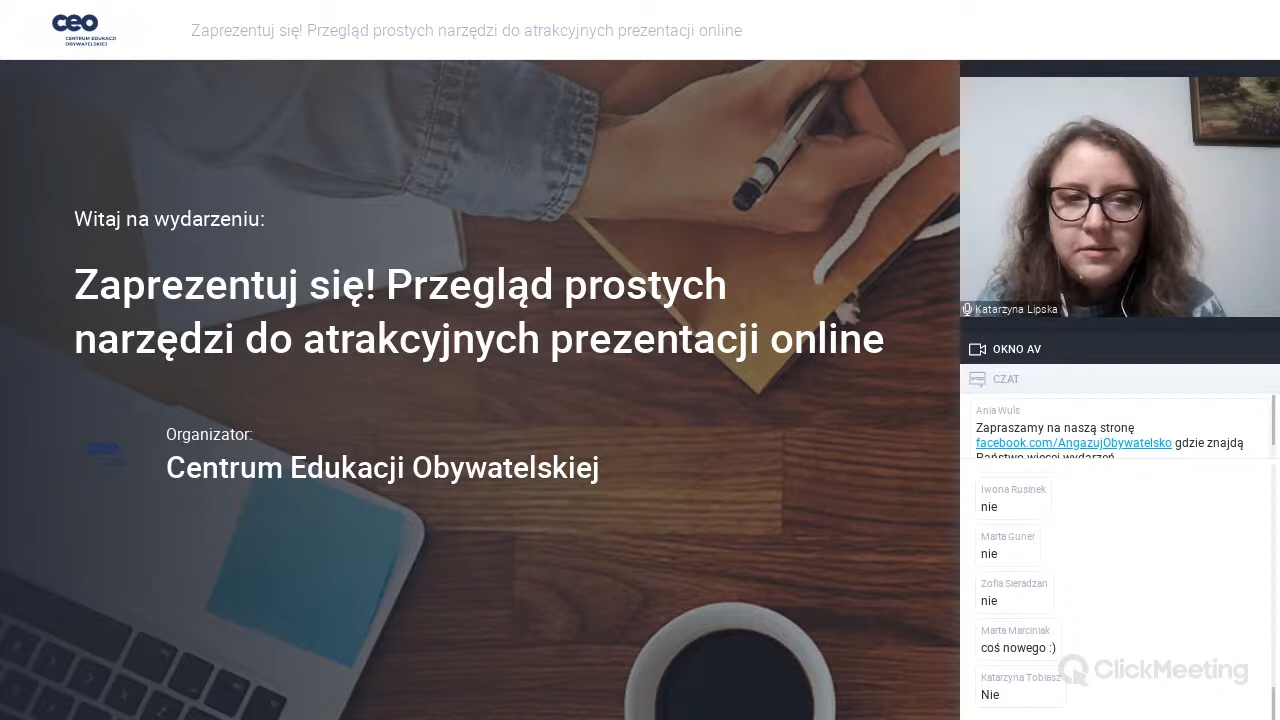 ceo
CENTRUM EDUKACJI
OBYWATELSKIEJ
Zaprezentuj się! Przegląd prostych narzędzi do atrakcyjnych prezentacji online
Witaj na wydarzeniu:
Zaprezentuj się! Przegląd prostych
narzędzi do atrakcyjnych prezentacji online
Organizator:
Centrum Edukacji Obywatelskiej
Katarzyna Lipska
OKNO AV
CZAT
Ania Wuls
Zapraszamy na naszą stronę
facebook.com/AngazujObywatelsko gdzie znajdą
Państwo więcej wydarzeń
Iwona Rusinek
nie
Marta Guner
nie
Zofia Sieradzan
nie
Marta Marciniak
coś nowego :)
Katarzyna Tobiasz
Nie
ClickMeeting